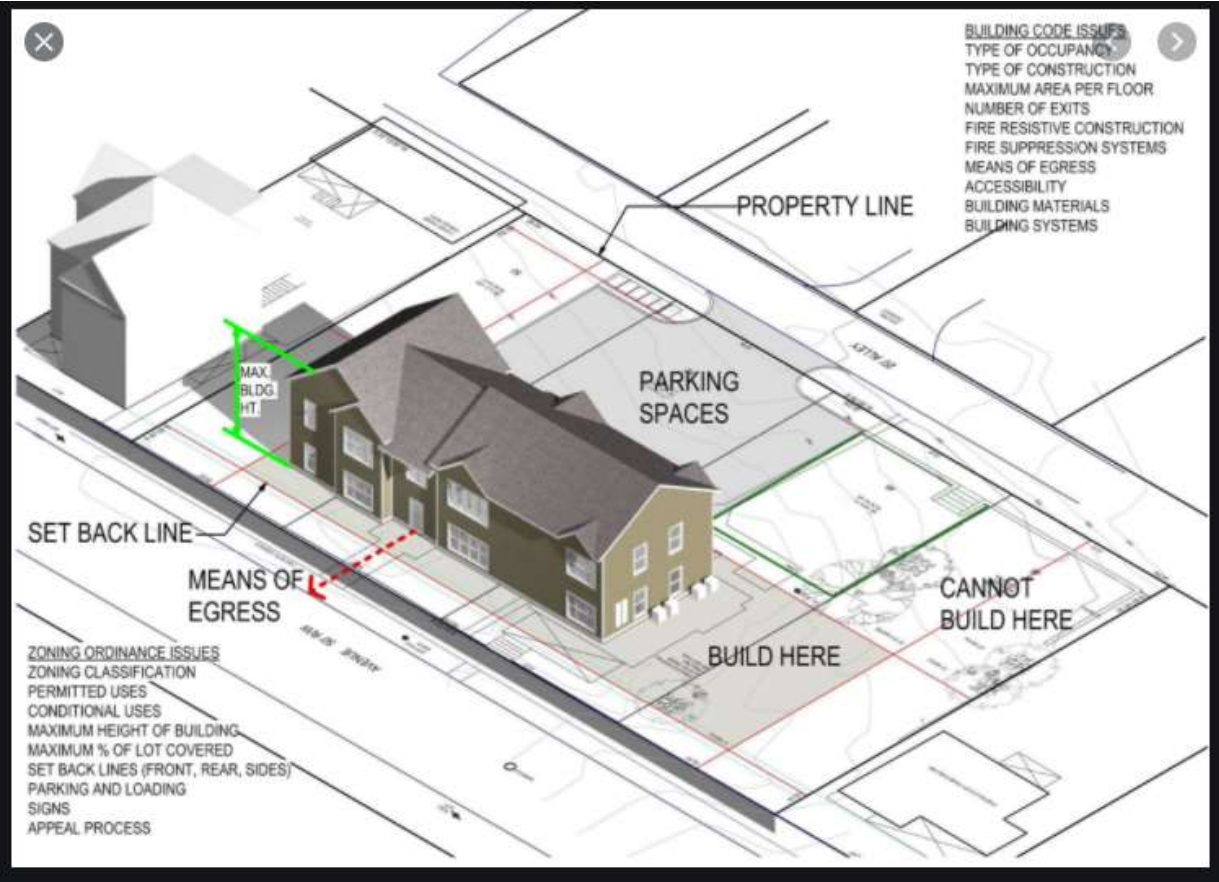 BUILDING CODE ISSUES
TYPE OF OCCUPANCY
TYPE OF CONSTRUCTION
MAXIMUM AREA PER FLOOR
NUMBER OF EXITS
FIRE RESISTIVE CONSTRUCTION
FIRE SUPPRESSION SYSTEMS
MEANS OF EGRESS
ACCESSIBILITY
BUILDING MATERIALS
BUILDING SYSTEMS
PROPERTY LINE
20 ALLEY
MAX.
BLDG.
HT.
PARKING
SPACES
SET BACK LINE
MEANS OF
EGRESS
CANNOT
BUILD HERE
BUILD HERE
AVENUE 50 R/W
ZONING ORDINANCE ISSUES
ZONING CLASSIFICATION
PERMITTED USES
CONDITIONAL USES
MAXIMUM HEIGHT OF BUILDING
MAXIMUM % OF LOT COVERED
SET BACK LINES (FRONT, REAR, SIDES)
PARKING AND LOADING
SIGNS
APPEAL PROCESS